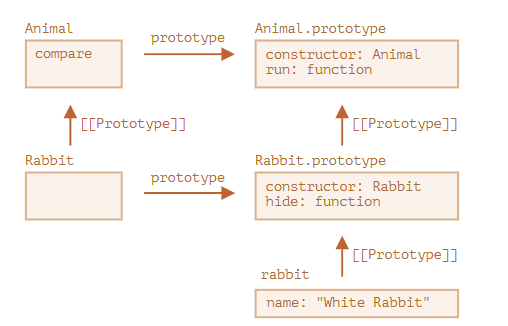 Animal
prototype
Animal.prototype
compare
constructor: Animal
run: function
[[Prototype]]
[[Prototype]]
Rabbit
prototype
Rabbit.prototype
constructor: Rabbit
hide: function
[[Prototype]]
rabbit
name: "White Rabbit"